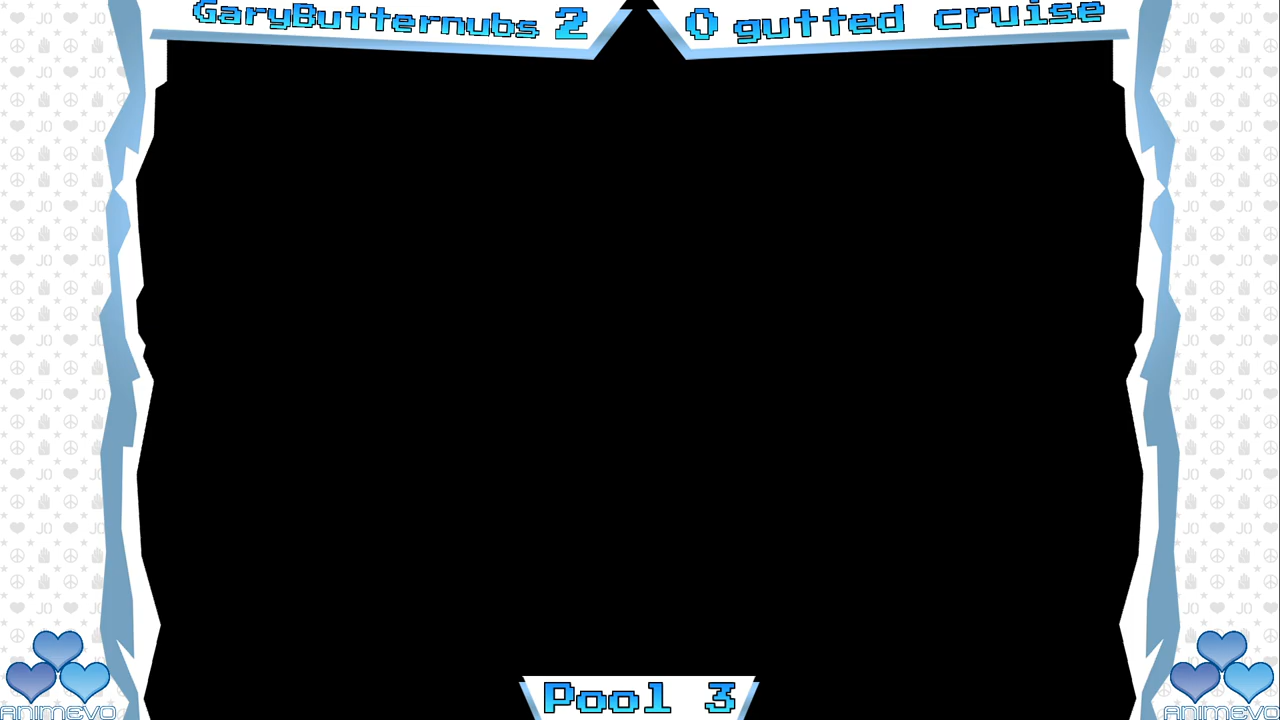 GaryButternubs 2
0 gutted cruise
Pool 3
ANIMEVO
ANIMEVO